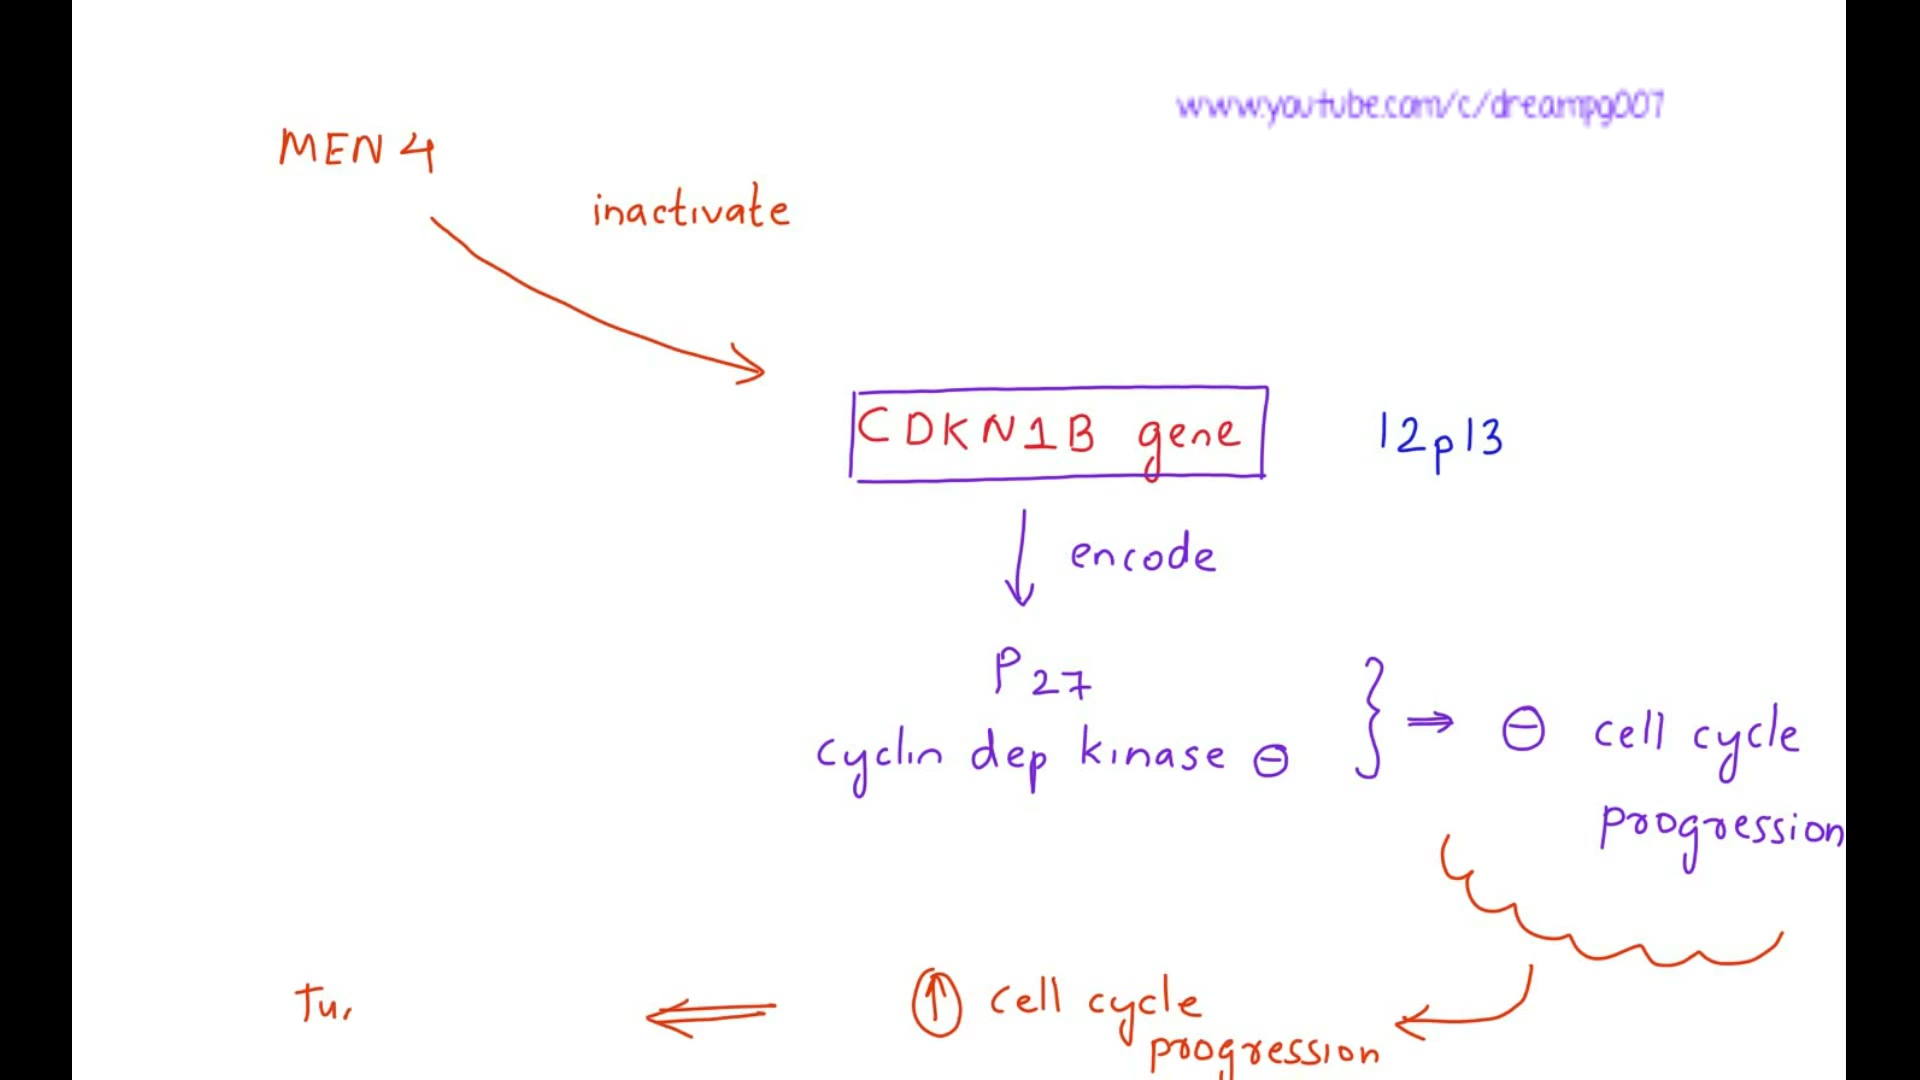 www.youtube.com/c/dreampg007
MEN 4
inactivate
CDKN1B gene 12p13
encode
P27
cyclin dep kinase ⊖ } ⇒ ⊖ cell cycle
progression
Tu ⇐ ↑ cell cycle
progression